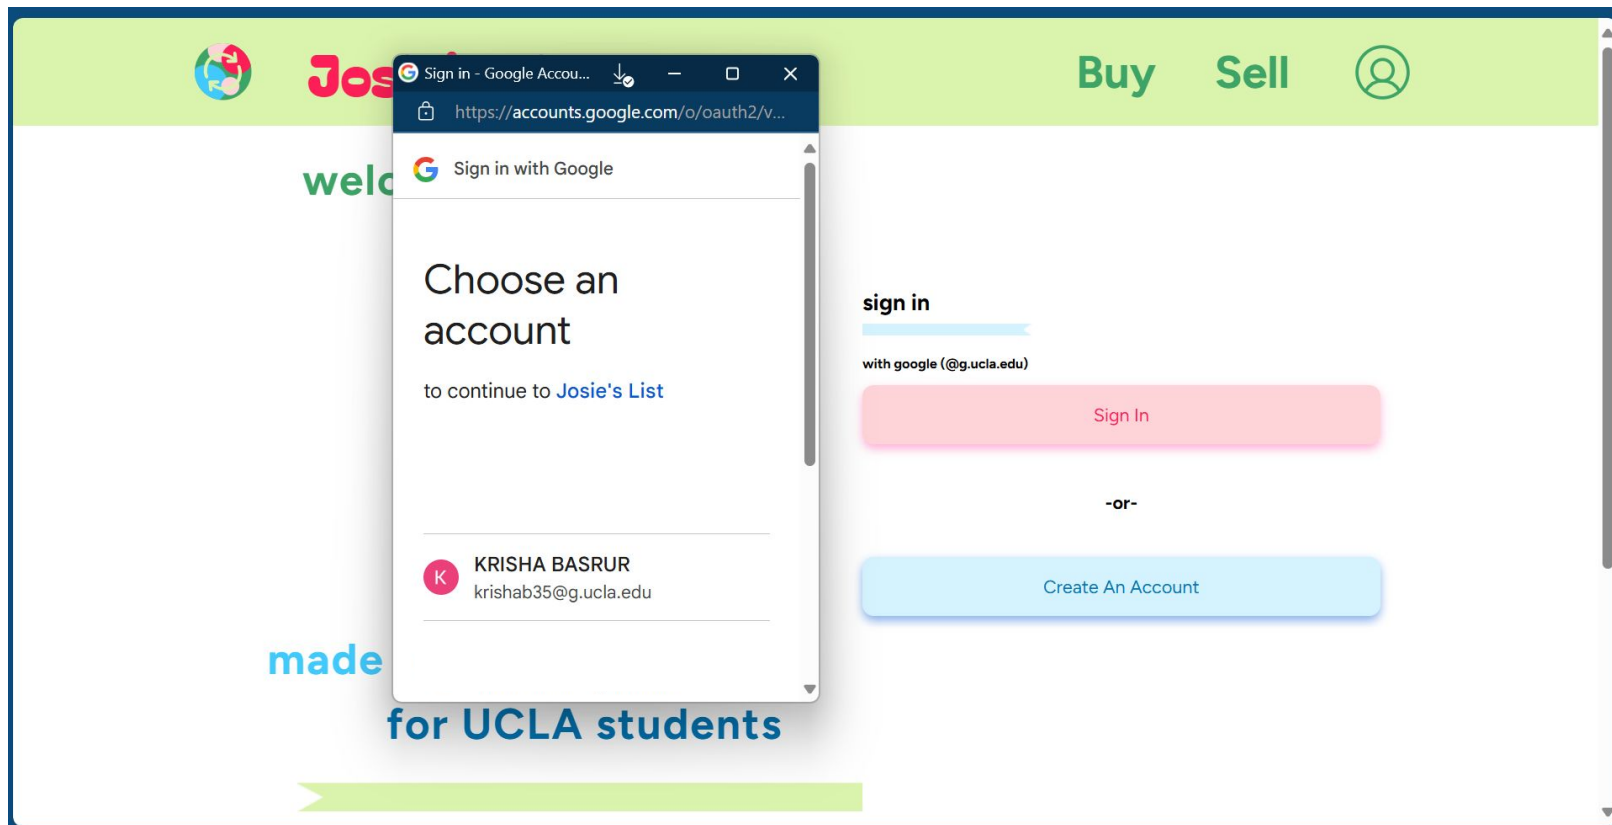 Buy Sell
Sign in - Google Accou...
https://accounts.google.com/o/oauth2/v...
Sign in with Google
Choose an
account
to continue to Josie's List
K
KRISHA BASRUR
krishab35@g.ucla.edu
sign in
with google (@g.ucla.edu)
Sign In
-or-
Create An Account
made
for UCLA students